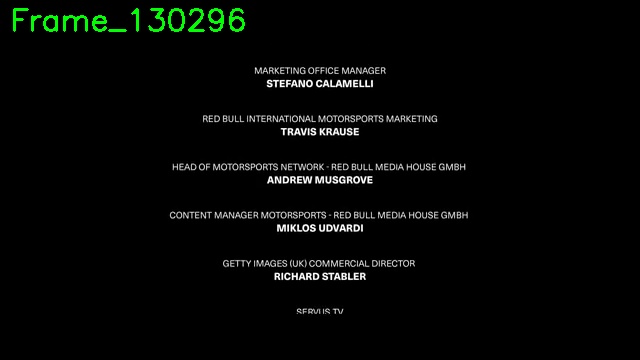 Frame_130296
MARKETING OFFICE MANAGER
STEFANO CALAMELLI
RED BULL INTERNATIONAL MOTORSPORTS MARKETING
TRAVIS KRAUSE
HEAD OF MOTORSPORTS NETWORK - RED BULL MEDIA HOUSE GMBH
ANDREW MUSGROVE
CONTENT MANAGER MOTORSPORTS - RED BULL MEDIA HOUSE GMBH
MIKLOS UDVARDI
GETTY IMAGES (UK) COMMERCIAL DIRECTOR
RICHARD STABLER
SERVUS TV